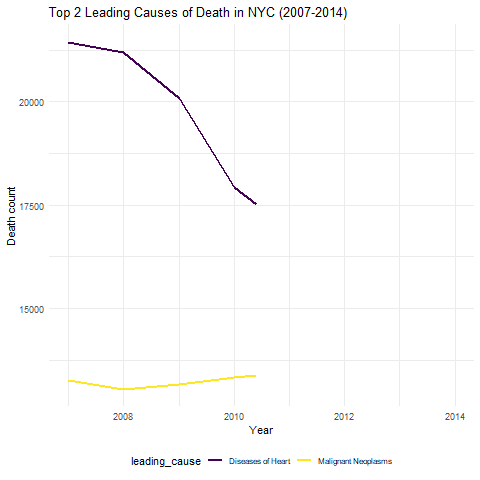 Top 2 Leading Causes of Death in NYC (2007-2014)
Death count
20000
17500
15000
2008 2010 2012 2014
Year
leading_cause Diseases of Heart Malignant Neoplasms